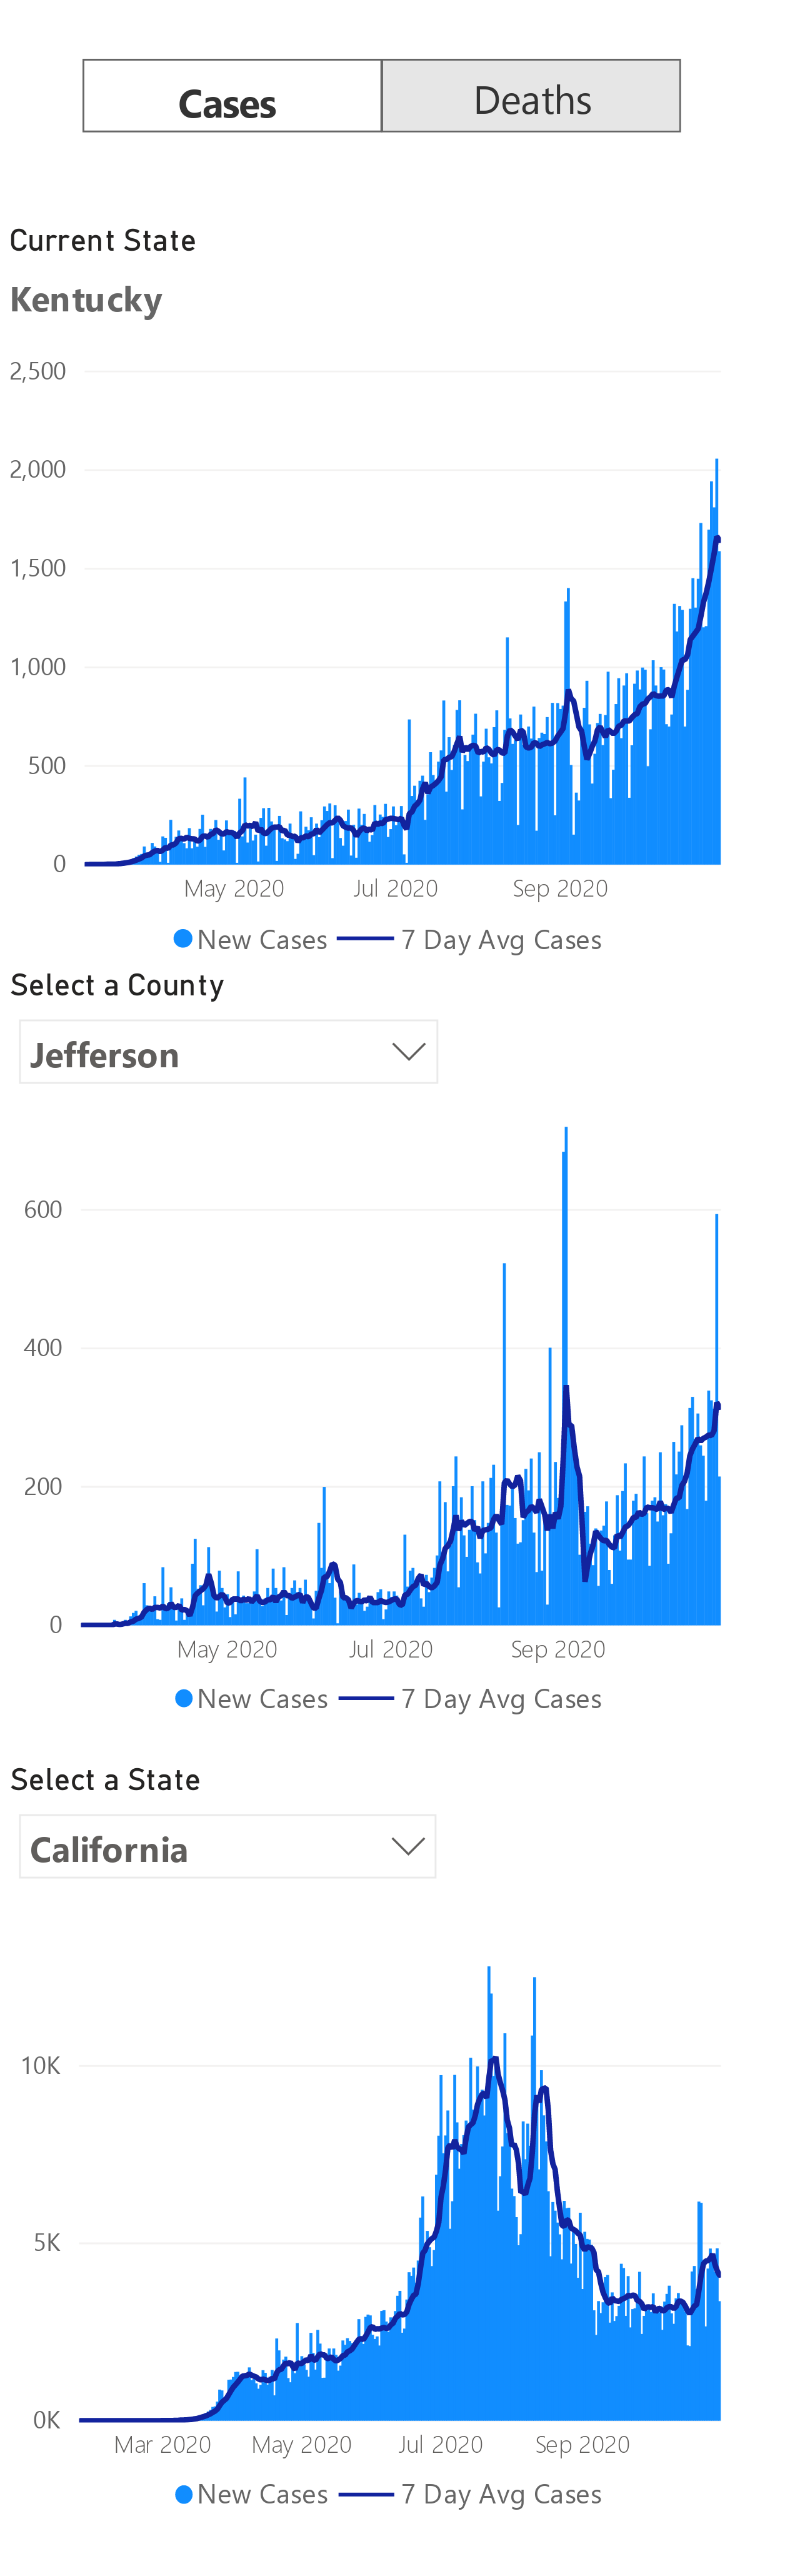 Cases Deaths
Current State
Kentucky
2,500
2,000
1,500
1,000
500
0
May 2020 Jul 2020 Sep 2020
New Cases 7 Day Avg Cases
Select a County
Jefferson
600
400
200
0
May 2020 Jul 2020 Sep 2020
New Cases 7 Day Avg Cases
Select a State
California
10K
5K
0K
Mar 2020 May 2020 Jul 2020 Sep 2020
New Cases 7 Day Avg Cases